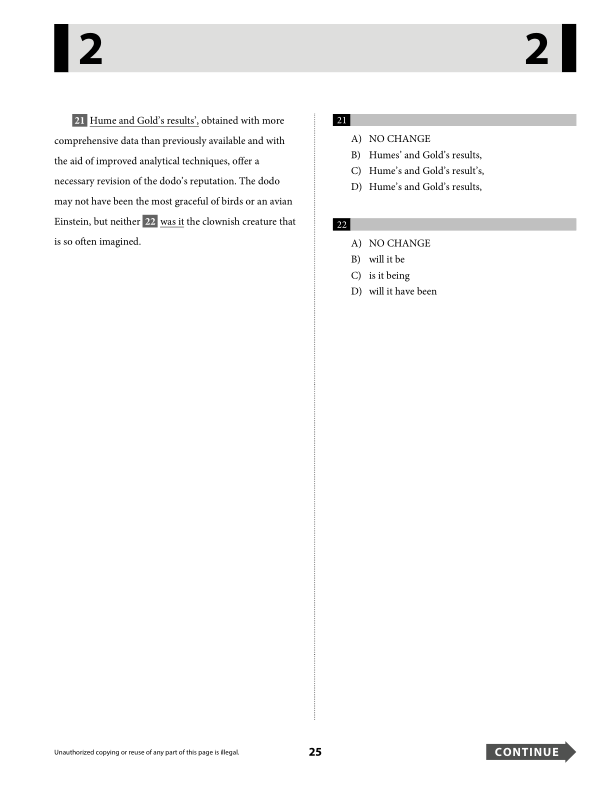 2
2
21 Hume and Gold's results', obtained with more
comprehensive data than previously available and with
the aid of improved analytical techniques, offer a
necessary revision of the dodo's reputation. The dodo
may not have been the most graceful of birds or an avian
Einstein, but neither 22 was it the clownish creature that
is so often imagined.
21
A) NO CHANGE
B) Humes' and Gold's results,
C) Hume's and Gold's result's,
D) Hume's and Gold's results,
22
A) NO CHANGE
B) will it be
C) is it being
D) will it have been
Unauthorized copying or reuse of any part of this page is illegal.
25
CONTINUE